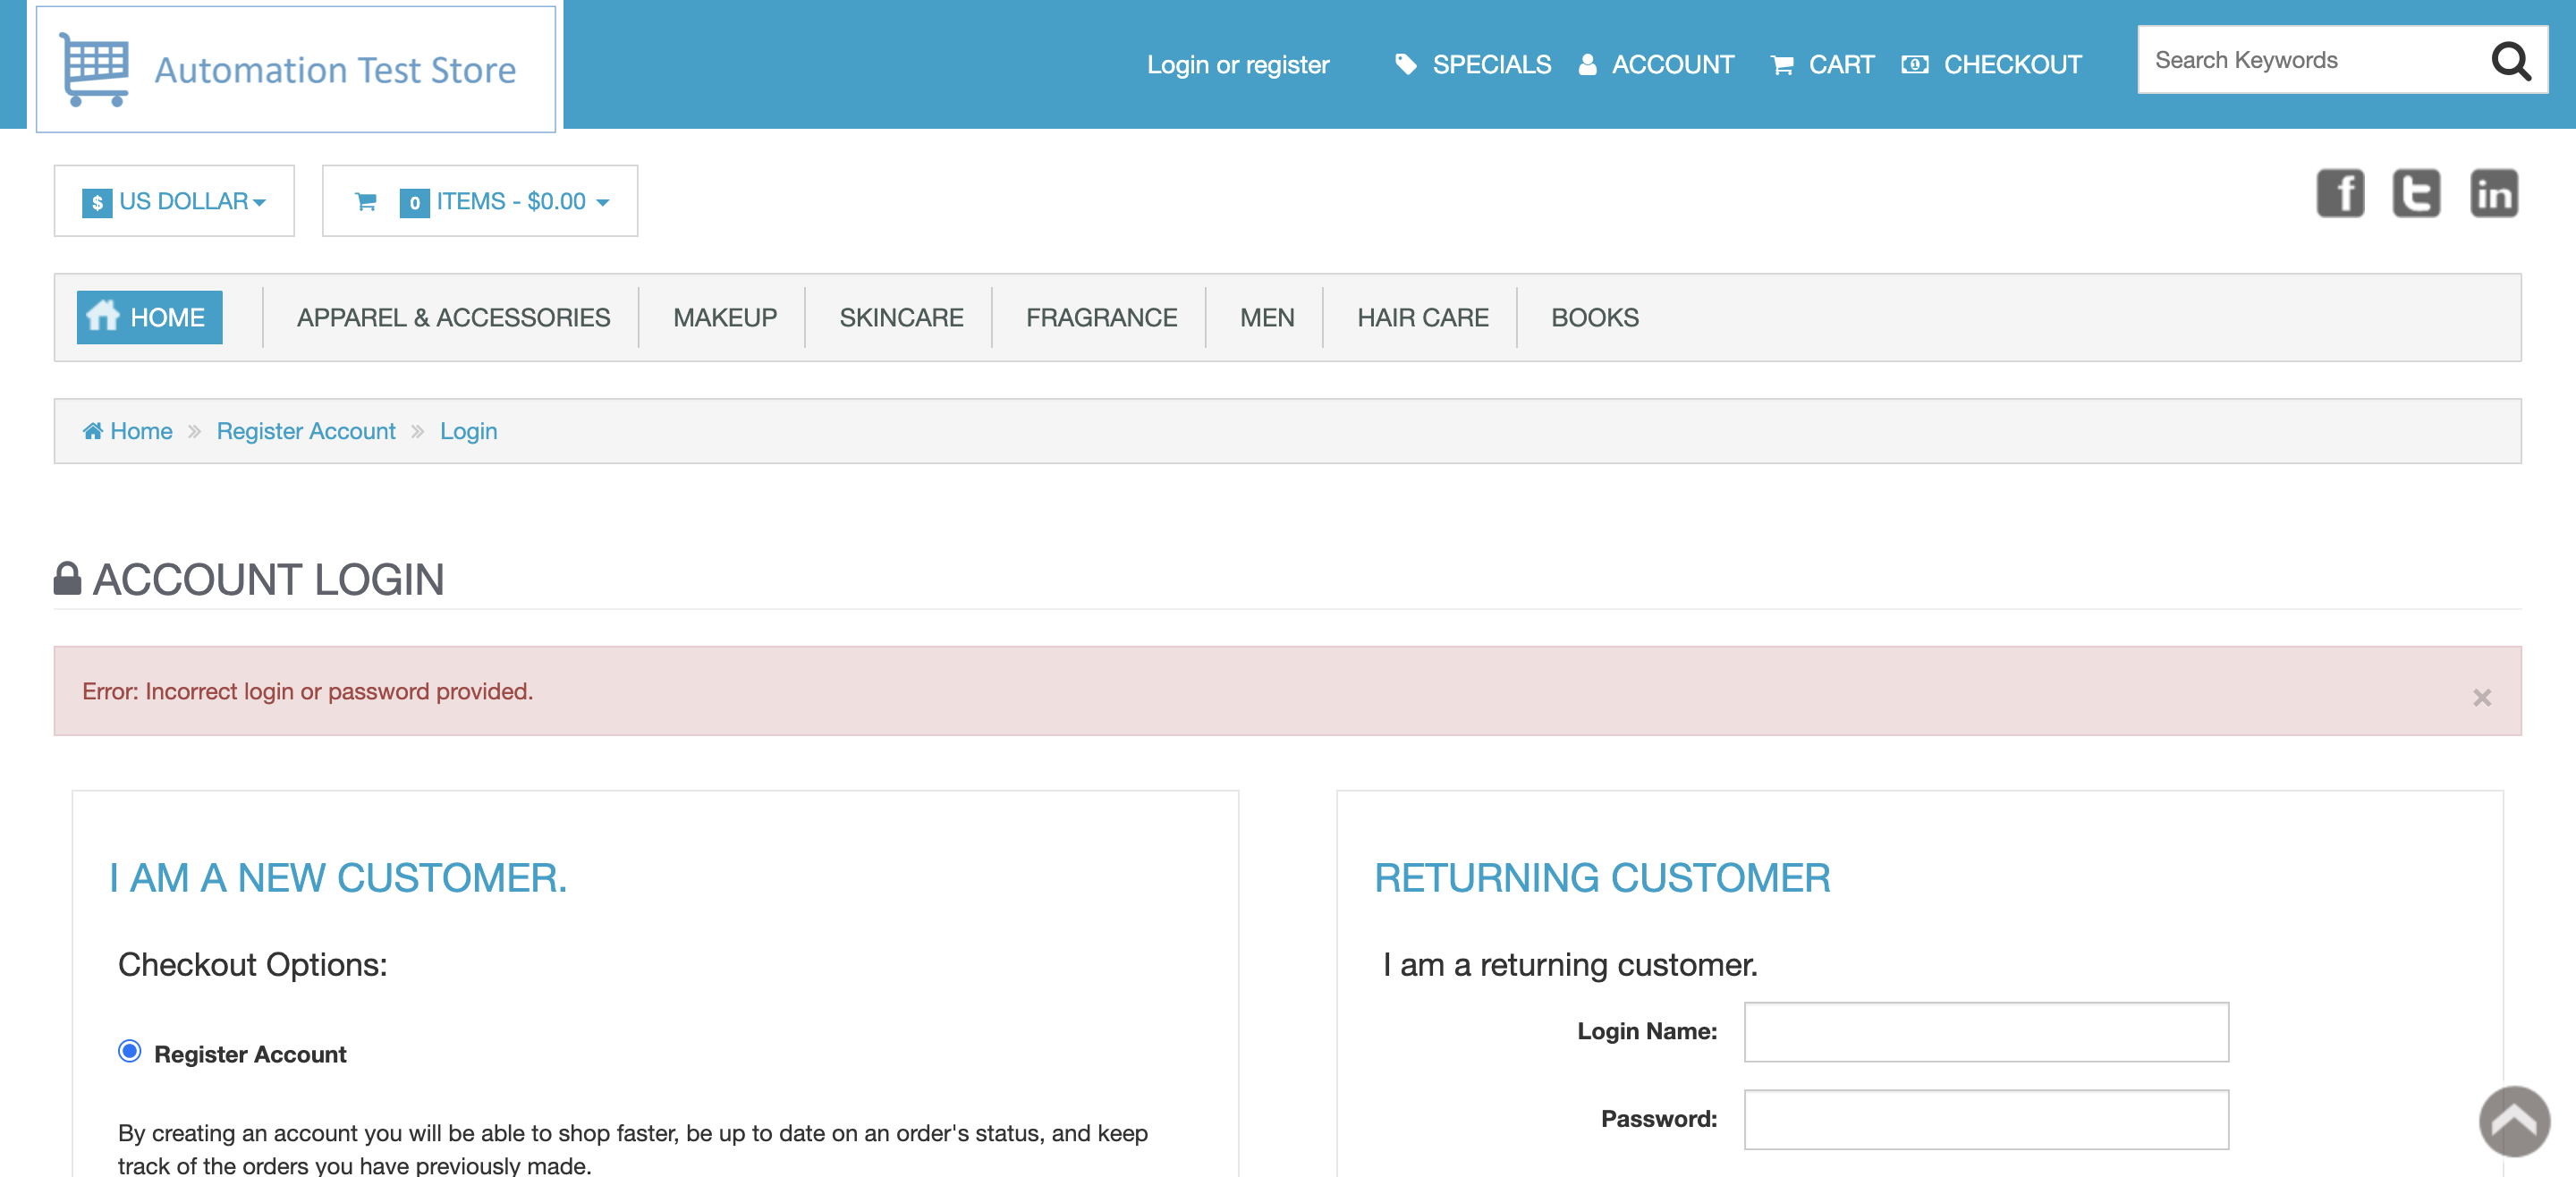 Automation Test Store
Login or register SPECIALS ACCOUNT CART CHECKOUT Search Keywords
$ US DOLLAR 0 ITEMS - $0.00
HOME APPAREL & ACCESSORIES MAKEUP SKINCARE FRAGRANCE MEN HAIR CARE BOOKS
Home » Register Account » Login
ACCOUNT LOGIN
Error: Incorrect login or password provided.
×
I AM A NEW CUSTOMER.
Checkout Options:
Register Account
By creating an account you will be able to shop faster, be up to date on an order's status, and keep
track of the orders you have previously made.
RETURNING CUSTOMER
I am a returning customer.
Login Name:
Password: